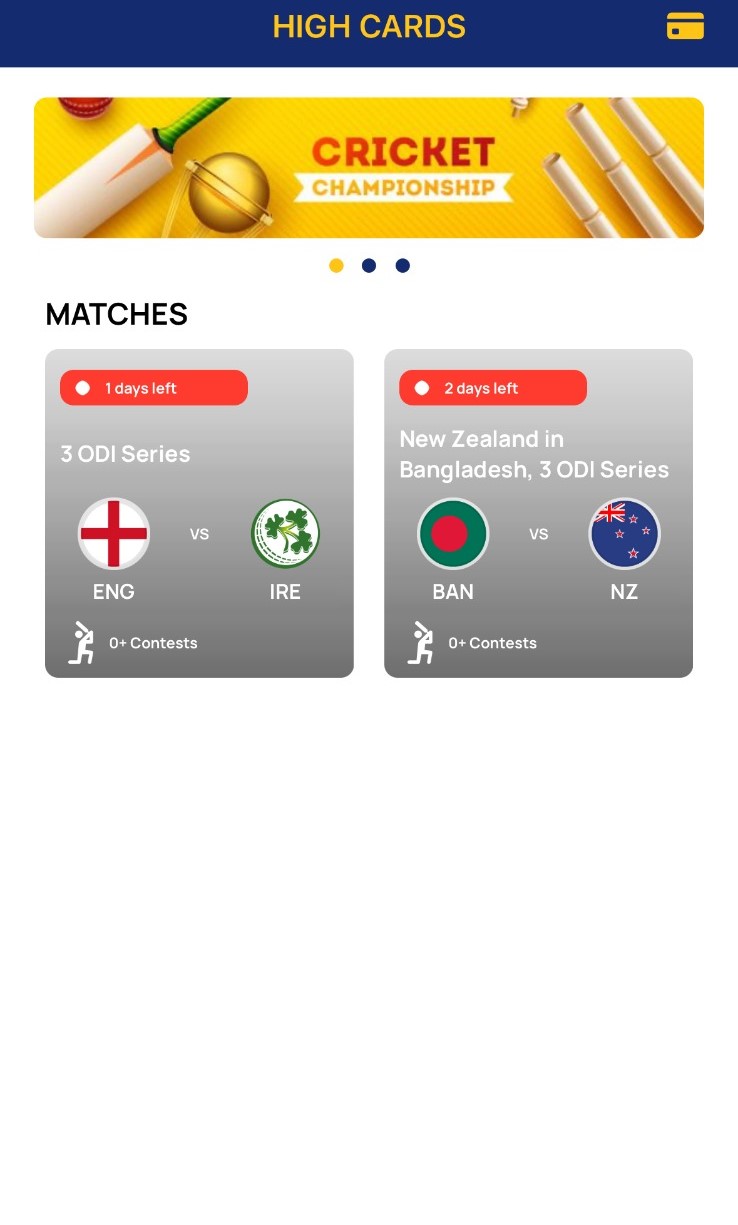 HIGH CARDS
CRICKET
CHAMPIONSHIP
MATCHES
1 days left
3 ODI Series
VS
ENG
IRE
0+ Contests
2 days left
New Zealand in
Bangladesh, 3 ODI Series
VS
BAN
NZ
0+ Contests